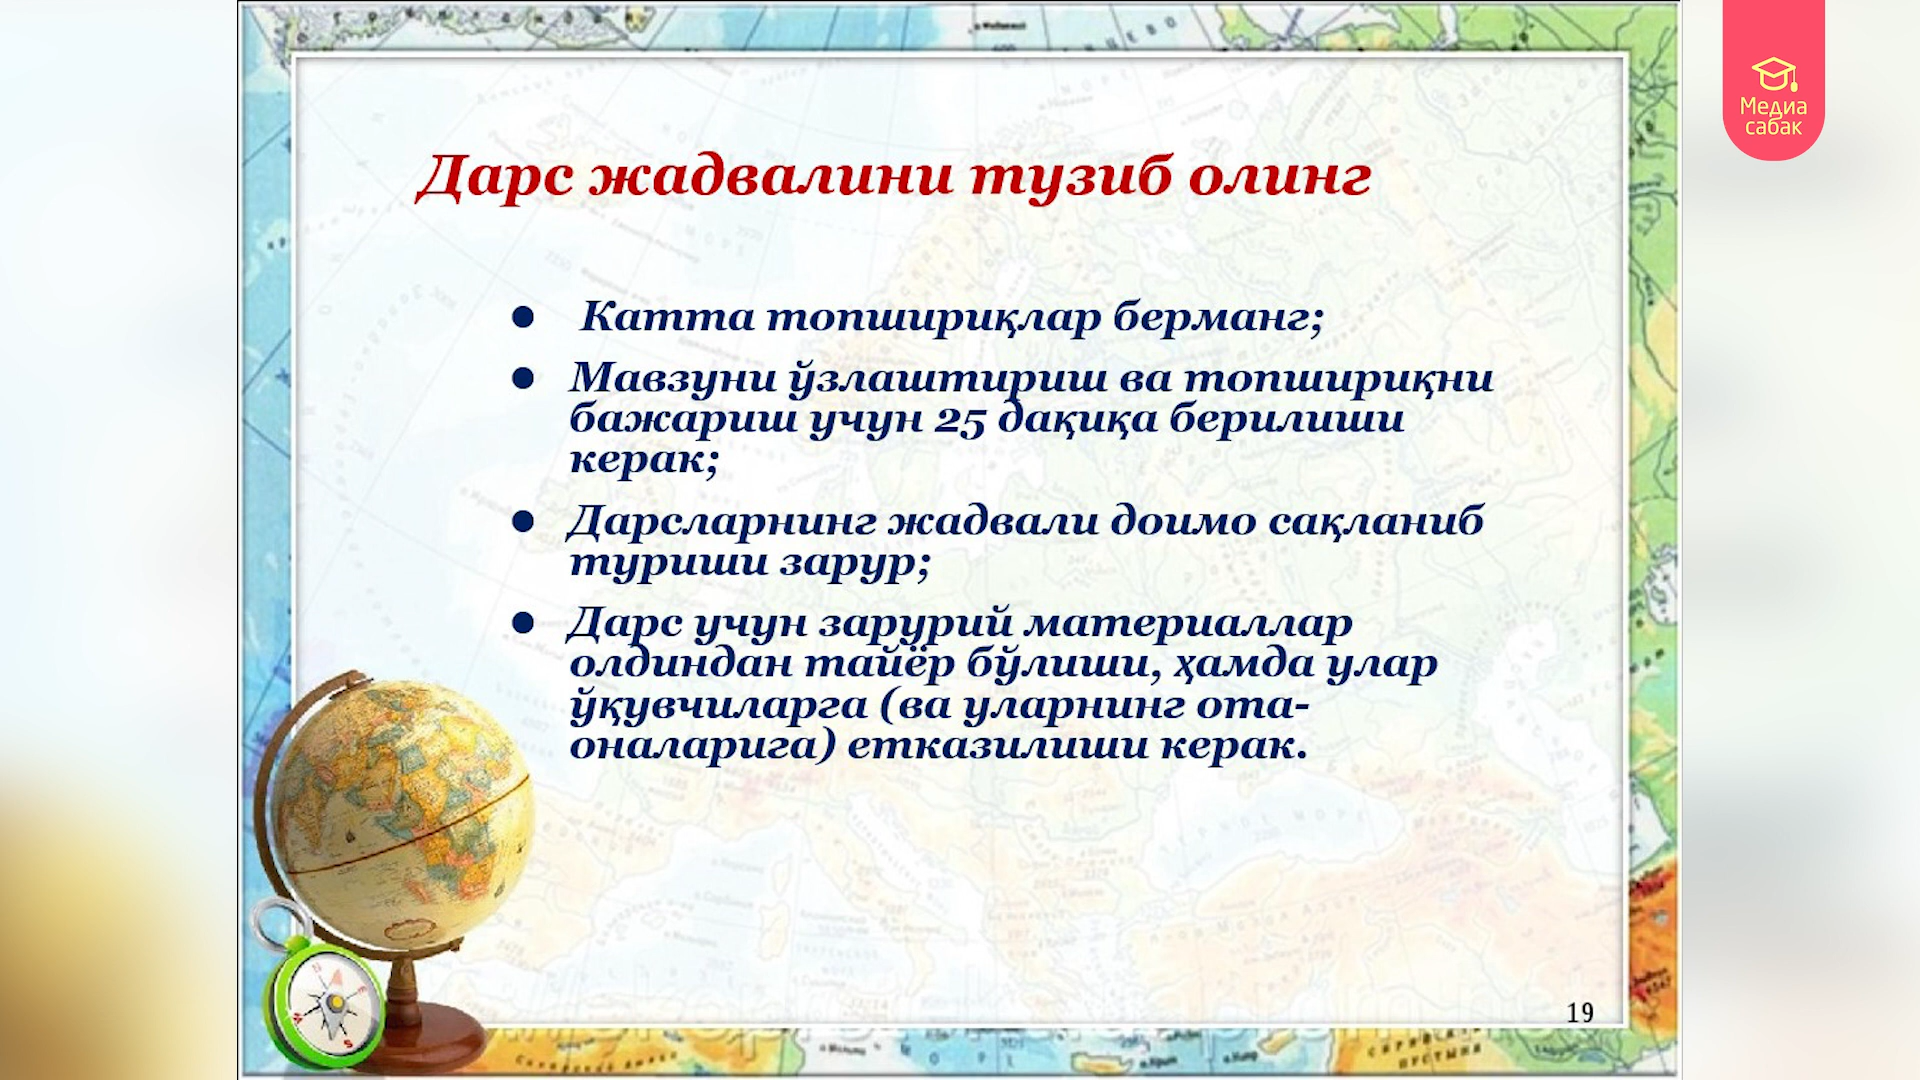 Медиа
сабак
Дарс жадвалини тузиб олинг
● Катта топшириқлар берманг;
● Мавзуни ўзлаштириш ва топшириқни
бажариш учун 25 дақиқа берилиши
керак;
● Дарсларнинг жадвали доимо сақланиб
туриши зарур;
● Дарс учун зарурий материаллар
олдиндан тайёр бўлиши, ҳамда улар
ўқувчиларга (ва уларнинг ота-
оналарига) етказилиши керак.
19